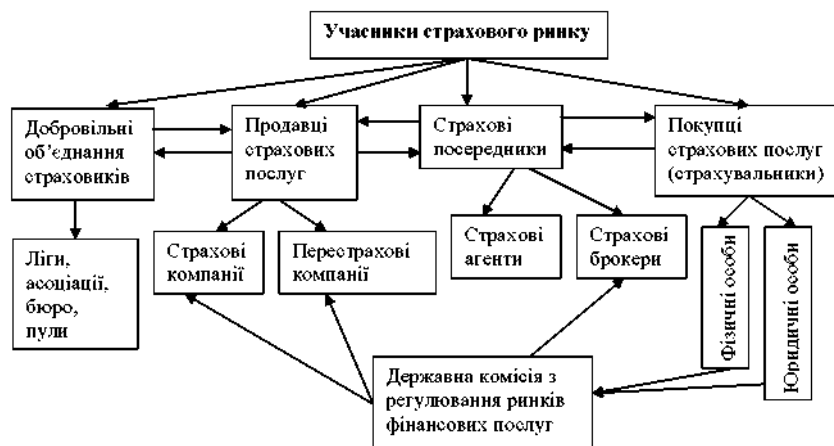 Учасники страхового ринку
Добровільні
об’єднання
страховиків
Продавці
страхових
послуг
Страхові
посередники
Покупці
страхових послуг
(страхувальники)
Ліги,
асоціації,
бюро,
пули
Страхові
компанії
Перестрахові
компанії
Страхові
агенти
Страхові
брокери
Фізичні особи
Юридичні особи
Державна комісія з
регулювання ринків
фінансових послуг